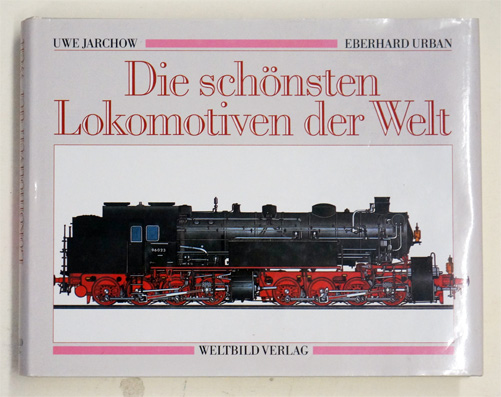 UWE JARCHOW EBERHARD URBAN
Die schönsten
Lokomotiven der Welt
WELTBILD VERLAG